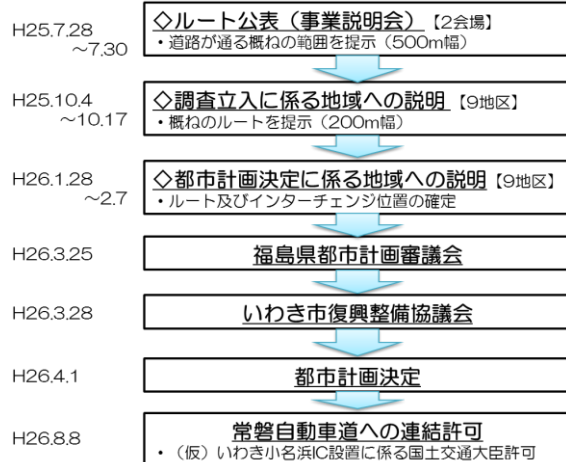 H25.7.28
～7.30
◇ルート公表（事業説明会）【2会場】
・道路が通る概ねの範囲を提示（500m幅）
H25.10.4
～10.17
◇調査立入に係る地域への説明【9地区】
・概ねのルートを提示（200m幅）
H26.1.28
～2.7
◇都市計画決定に係る地域への説明【9地区】
・ルート及びインターチェンジ位置の確定
H26.3.25
福島県都市計画審議会
H26.3.28
いわき市復興整備協議会
H26.4.1
都市計画決定
H26.8.8
常磐自動車道への連結許可
・（仮）いわき小名浜IC設置に係る国土交通大臣許可